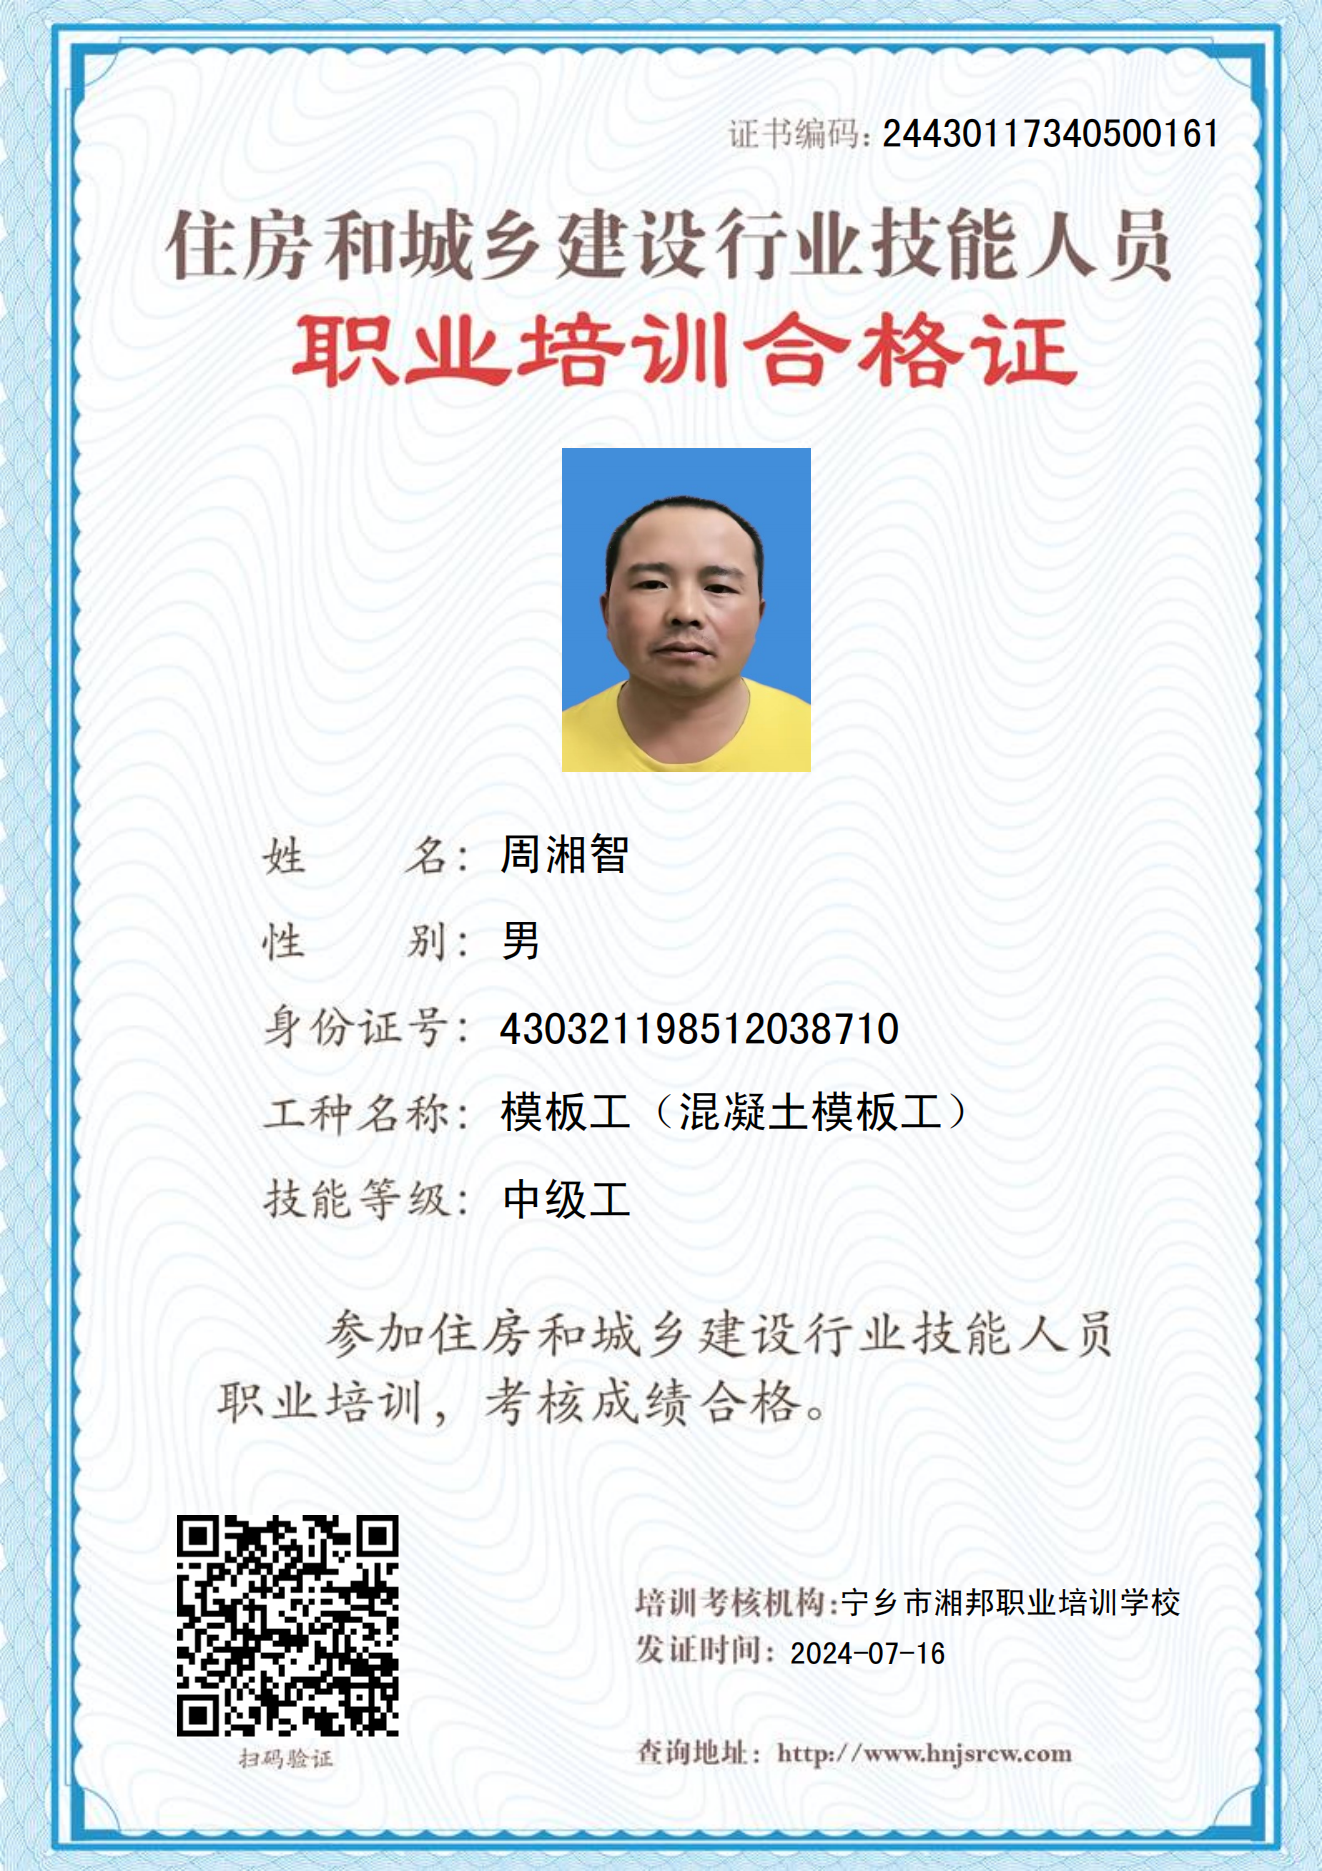 证书编码：24430117340500161
住房和城乡建设行业技能人员
职业培训合格证
姓　　名：周湘智
性　　别：男
身份证号：430321198512038710
工种名称：模板工（混凝土模板工）
技能等级：中级工
参加住房和城乡建设行业技能人员
职业培训，考核成绩合格。
培训考核机构:宁乡市湘邦职业培训学校
发证时间：2024-07-16
扫码验证
查询地址：http://www.hnjsrcw.com